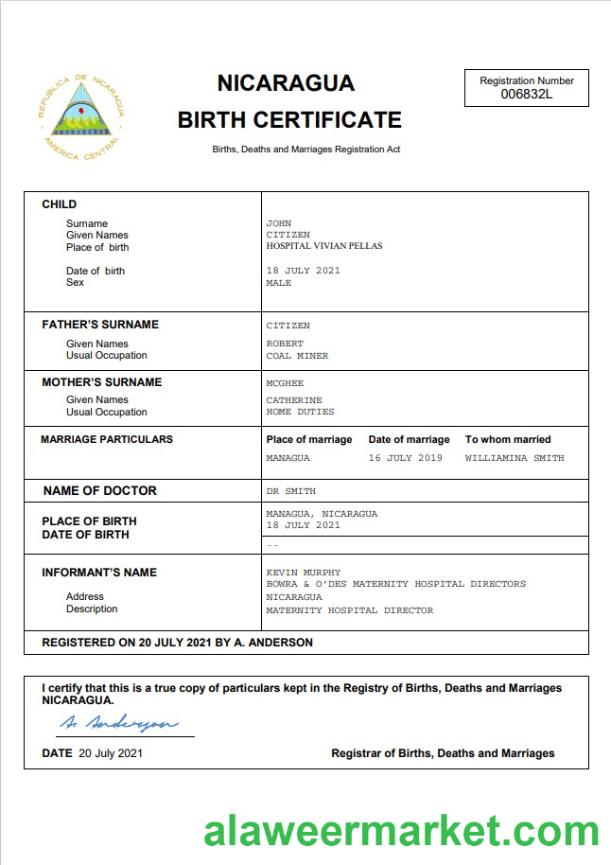 REPUBLICA DE NICARAGUA
AMERICA CENTRAL
NICARAGUA
BIRTH CERTIFICATE
Births, Deaths and Marriages Registration Act
Registration Number
006832L
CHILD
Surname JOHN
Given Names CITIZEN
Place of birth HOSPITAL VIVIAN PELLAS
Date of birth 18 JULY 2021
Sex MALE
FATHER'S SURNAME CITIZEN
Given Names ROBERT
Usual Occupation COAL MINER
MOTHER'S SURNAME MCGHEE
Given Names CATHERINE
Usual Occupation HOME DUTIES
MARRIAGE PARTICULARS Place of marriage Date of marriage To whom married
MANAGUA 16 JULY 2019 WILLIAMINA SMITH
NAME OF DOCTOR DR SMITH
PLACE OF BIRTH MANAGUA, NICARAGUA
DATE OF BIRTH 18 JULY 2021
--
INFORMANT'S NAME KEVIN MURPHY
BOWRA & O'DES MATERNITY HOSPITAL DIRECTORS
Address NICARAGUA
Description MATERNITY HOSPITAL DIRECTOR
REGISTERED ON 20 JULY 2021 BY A. ANDERSON
I certify that this is a true copy of particulars kept in the Registry of Births, Deaths and Marriages
NICARAGUA.
A. Anderson
DATE 20 July 2021 Registrar of Births, Deaths and Marriages
alaweermarket.com